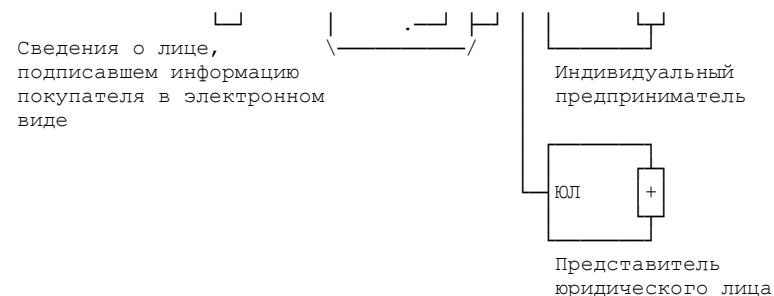 Сведения о лице,
подписавшем информацию
покупателя в электронном
виде
Индивидуальный
предприниматель
ЮЛ +
Представитель
юридического лица